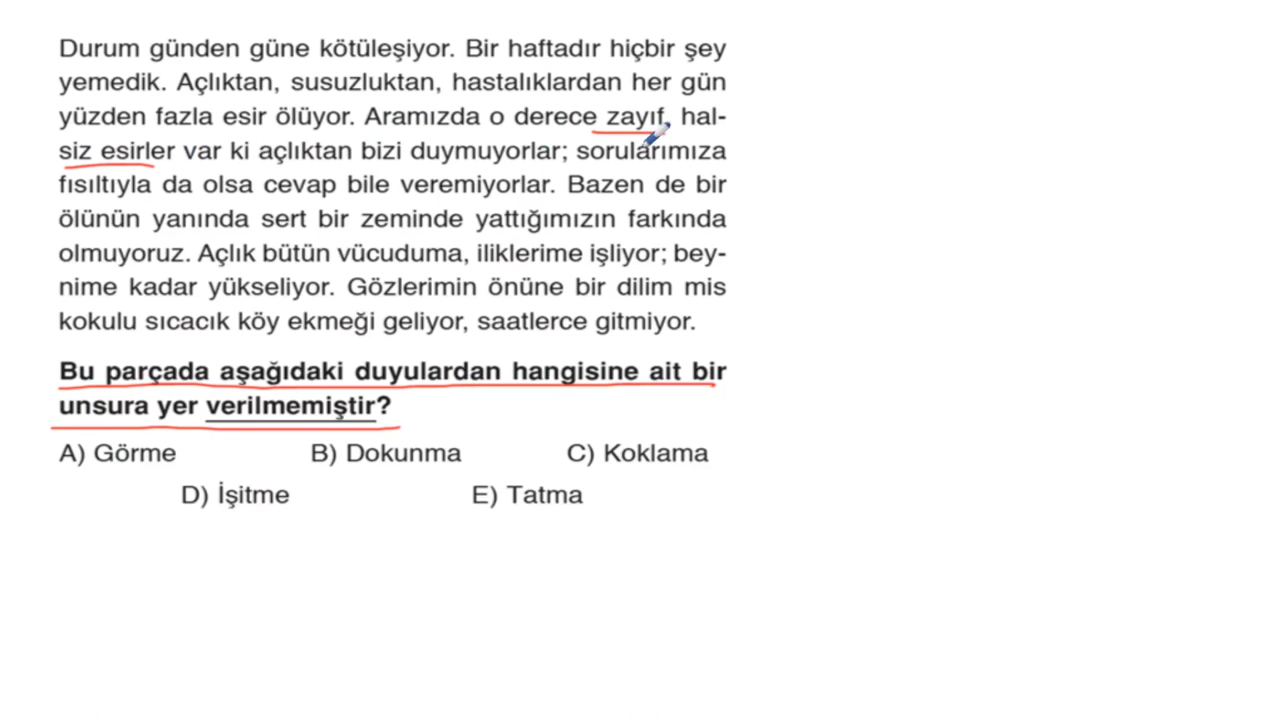 Durum günden güne kötüleşiyor. Bir haftadır hiçbir şey
yemedik. Açlıktan, susuzluktan, hastalıklardan her gün
yüzden fazla esir ölüyor. Aramızda o derece zayıf, hal-
siz esirler var ki açlıktan bizi duymuyorlar; sorularımıza
fısıltıyla da olsa cevap bile veremiyorlar. Bazen de bir
ölünün yanında sert bir zeminde yattığımızın farkında
olmuyoruz. Açlık bütün vücuduma, iliklerime işliyor; bey-
nime kadar yükseliyor. Gözlerimin önüne bir dilim mis
kokulu sıcacık köy ekmeği geliyor, saatlerce gitmiyor.
Bu parçada aşağıdaki duyulardan hangisine ait bir
unsura yer verilmemiştir?
A) Görme B) Dokunma C) Koklama
D) İşitme E) Tatma